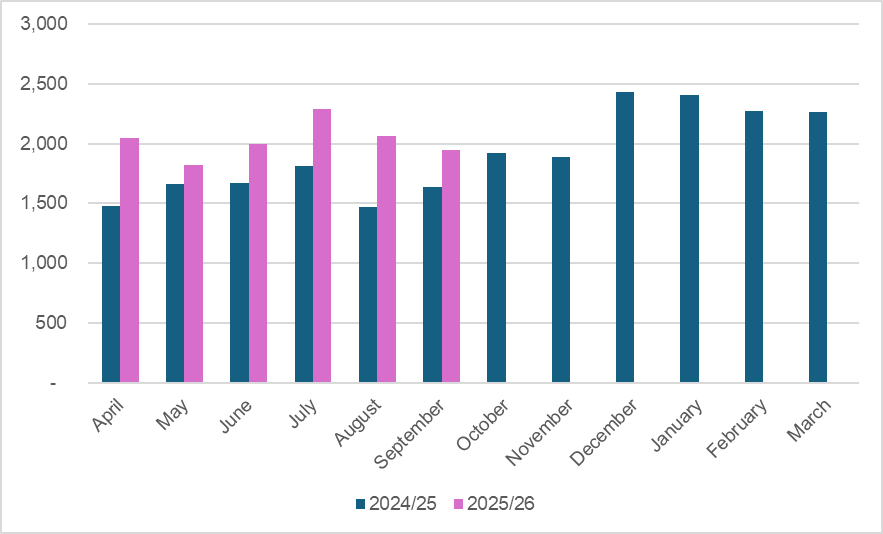 3,000
2,500
2,000
1,500
1,000
500
-
April
May
June
July
August
September
October
November
December
January
February
March
2024/25 2025/26